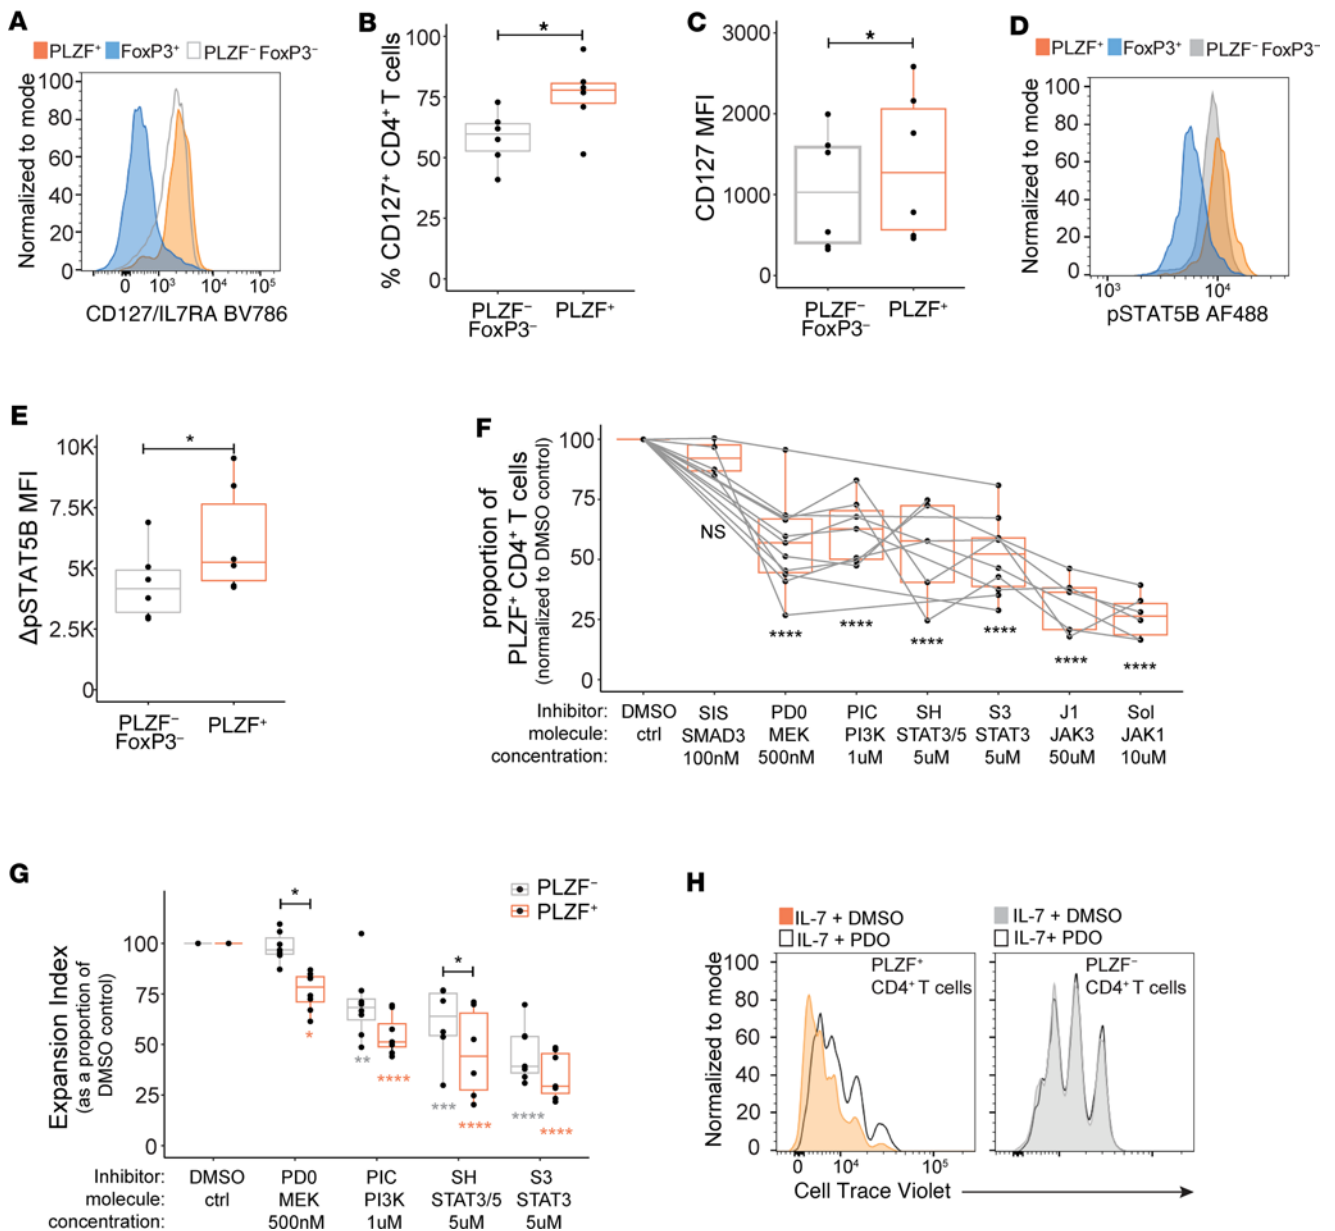 A
PLZF⁺ FoxP3⁺ PLZF⁻ FoxP3⁻
Normalized to mode
100
80
60
40
20
0
0 10³ 10⁴ 10⁵
CD127/IL7RA BV786
B
% CD127⁺ CD4⁺ T cells
100
75
50
25
0
*
PLZF⁻
FoxP3⁻
PLZF⁺
C
CD127 MFI
3000
2000
1000
0
*
PLZF⁻
FoxP3⁻
PLZF⁺
D
PLZF⁺ FoxP3⁺ PLZF⁻ FoxP3⁻
Normalized to mode
100
80
60
40
20
0
10³ 10⁴
pSTAT5B AF488
E
ΔpSTAT5B MFI
10K
7.5K
5K
2.5K
0
*
PLZF⁻
FoxP3⁻
PLZF⁺
F
proportion of
PLZF⁺ CD4⁺ T cells
(normalized to DMSO control)
100
75
50
25
0
NS
**** **** **** **** **** ****
Inhibitor: DMSO SIS PD0 PIC SH S3 J1 Sol
molecule: ctrl SMAD3 MEK PI3K STAT3/5 STAT3 JAK3 JAK1
concentration: 100nM 500nM 1uM 5uM 5uM 50uM 10uM
G
PLZF⁻
PLZF⁺
Expansion Index
(as a proportion of
DMSO control)
100
75
50
25
0
* *
* ** **** *** **** **** ****
Inhibitor: DMSO PD0 PIC SH S3
molecule: ctrl MEK PI3K STAT3/5 STAT3
concentration: 500nM 1uM 5uM 5uM
H
IL-7 + DMSO
IL-7 + PDO
IL-7 + DMSO
IL-7+ PDO
Normalized to mode
100
80
60
40
20
0
PLZF⁺
CD4⁺ T cells
PLZF⁻
CD4⁺ T cells
0 10⁴ 10⁵
Cell Trace Violet